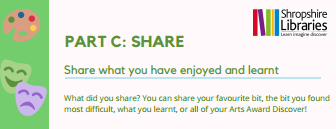 Shropshire
Libraries
Learn imagine discover
PART C: SHARE
Share what you have enjoyed and learnt
What did you share? You can share your favourite bit, the bit you found
most difficult, what you learnt, or all of your Arts Award Discover!